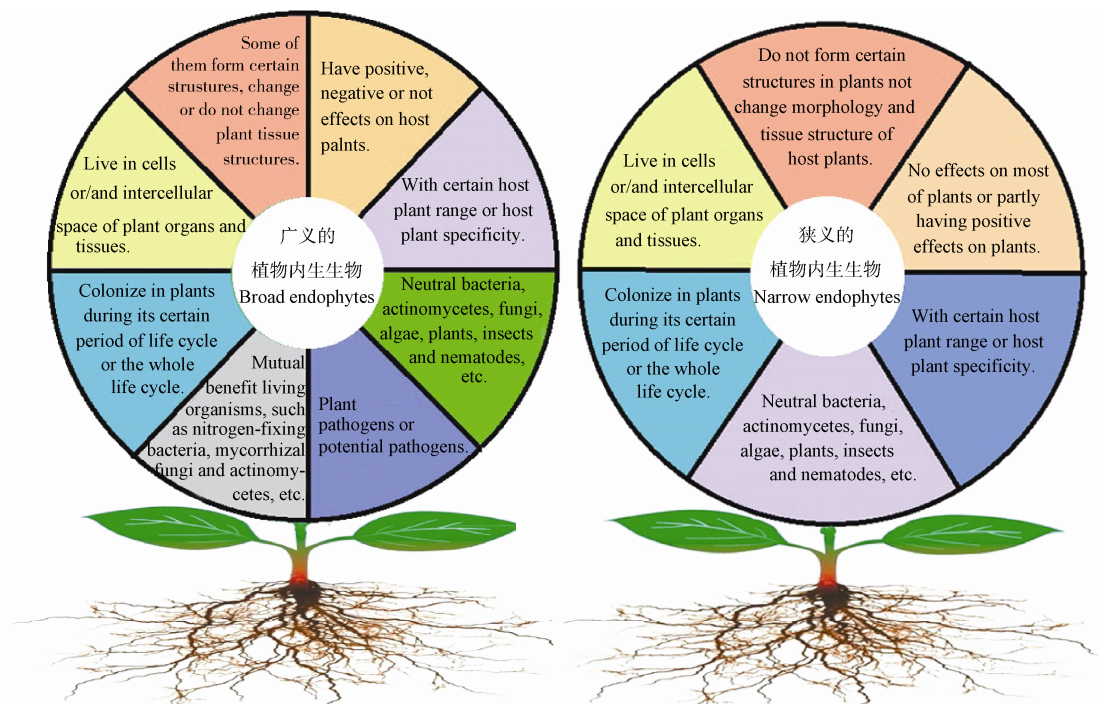 Some of
them form certain
strustures, change
or do not change
plant tissue
structures.
Have positive,
negative or not
effects on host
palnts.
With certain host
plant range or host
plant specificity.
Neutral bacteria,
actinomycetes, fungi,
algae, plants, insects
and nematodes,
etc.
Plant
pathogens or
potential pathogens.
Mutual
benefit living
organisms, such
as nitrogen-fixing
bacteria, mycorrhizal
fungi and actinomy-
cetes, etc.
Colonize in plants
during its certain
period of life cycle
or the whole
life cycle.
Live in cells
or/and intercellular
space of plant organs and
tissues.
广义的
植物内生生物
Broad endophytes
Do not form certain
structures in plants not
change morphology and
tissue structure of
host plants.
No effects on most
of plants or partly
having positive
effects on plants.
With certain host
plant range or host
plant specificity.
Neutral bacteria,
actinomycetes, fungi,
algae, plants, insects
and nematodes, etc.
Colonize in plants
during its certain
period of life cycle
or the whole
life cycle.
Live in cells
or/and intercellular
space of plant organs
and tissues.
狭义的
植物内生生物
Narrow endophytes